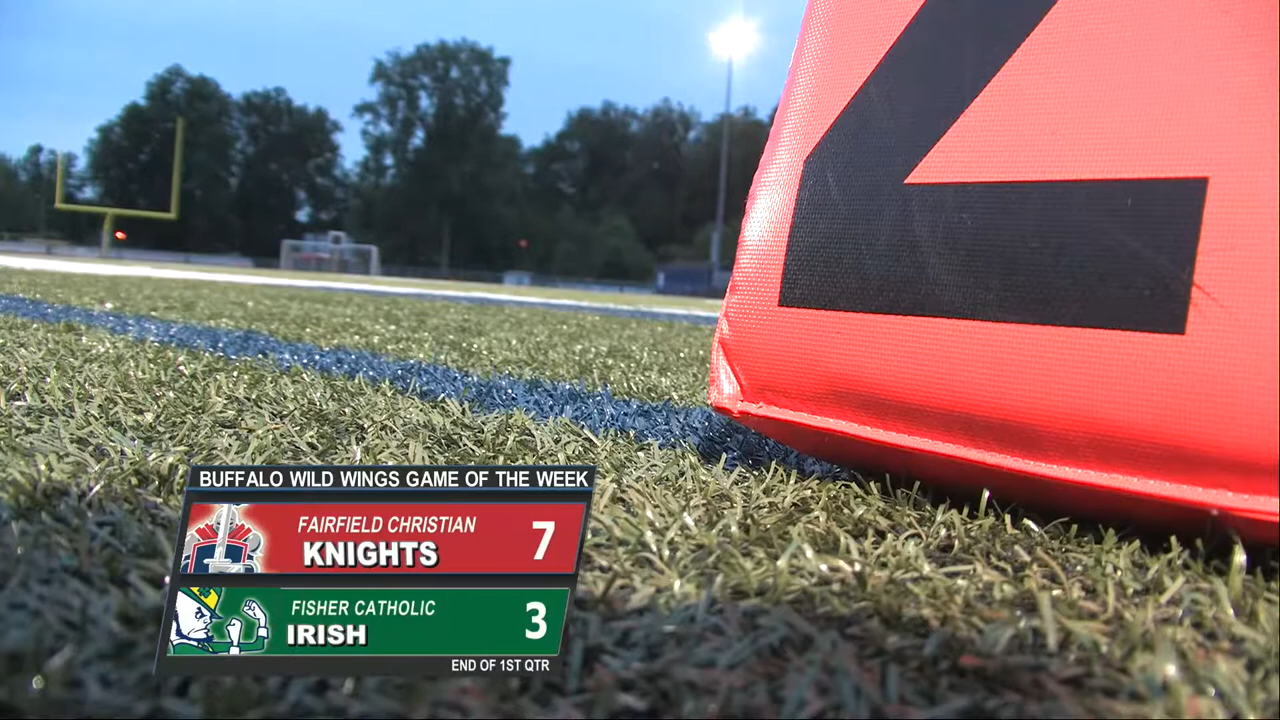 2
BUFFALO WILD WINGS GAME OF THE WEEK
FAIRFIELD CHRISTIAN
KNIGHTS
7
FISHER CATHOLIC
IRISH
3
END OF 1ST QTR